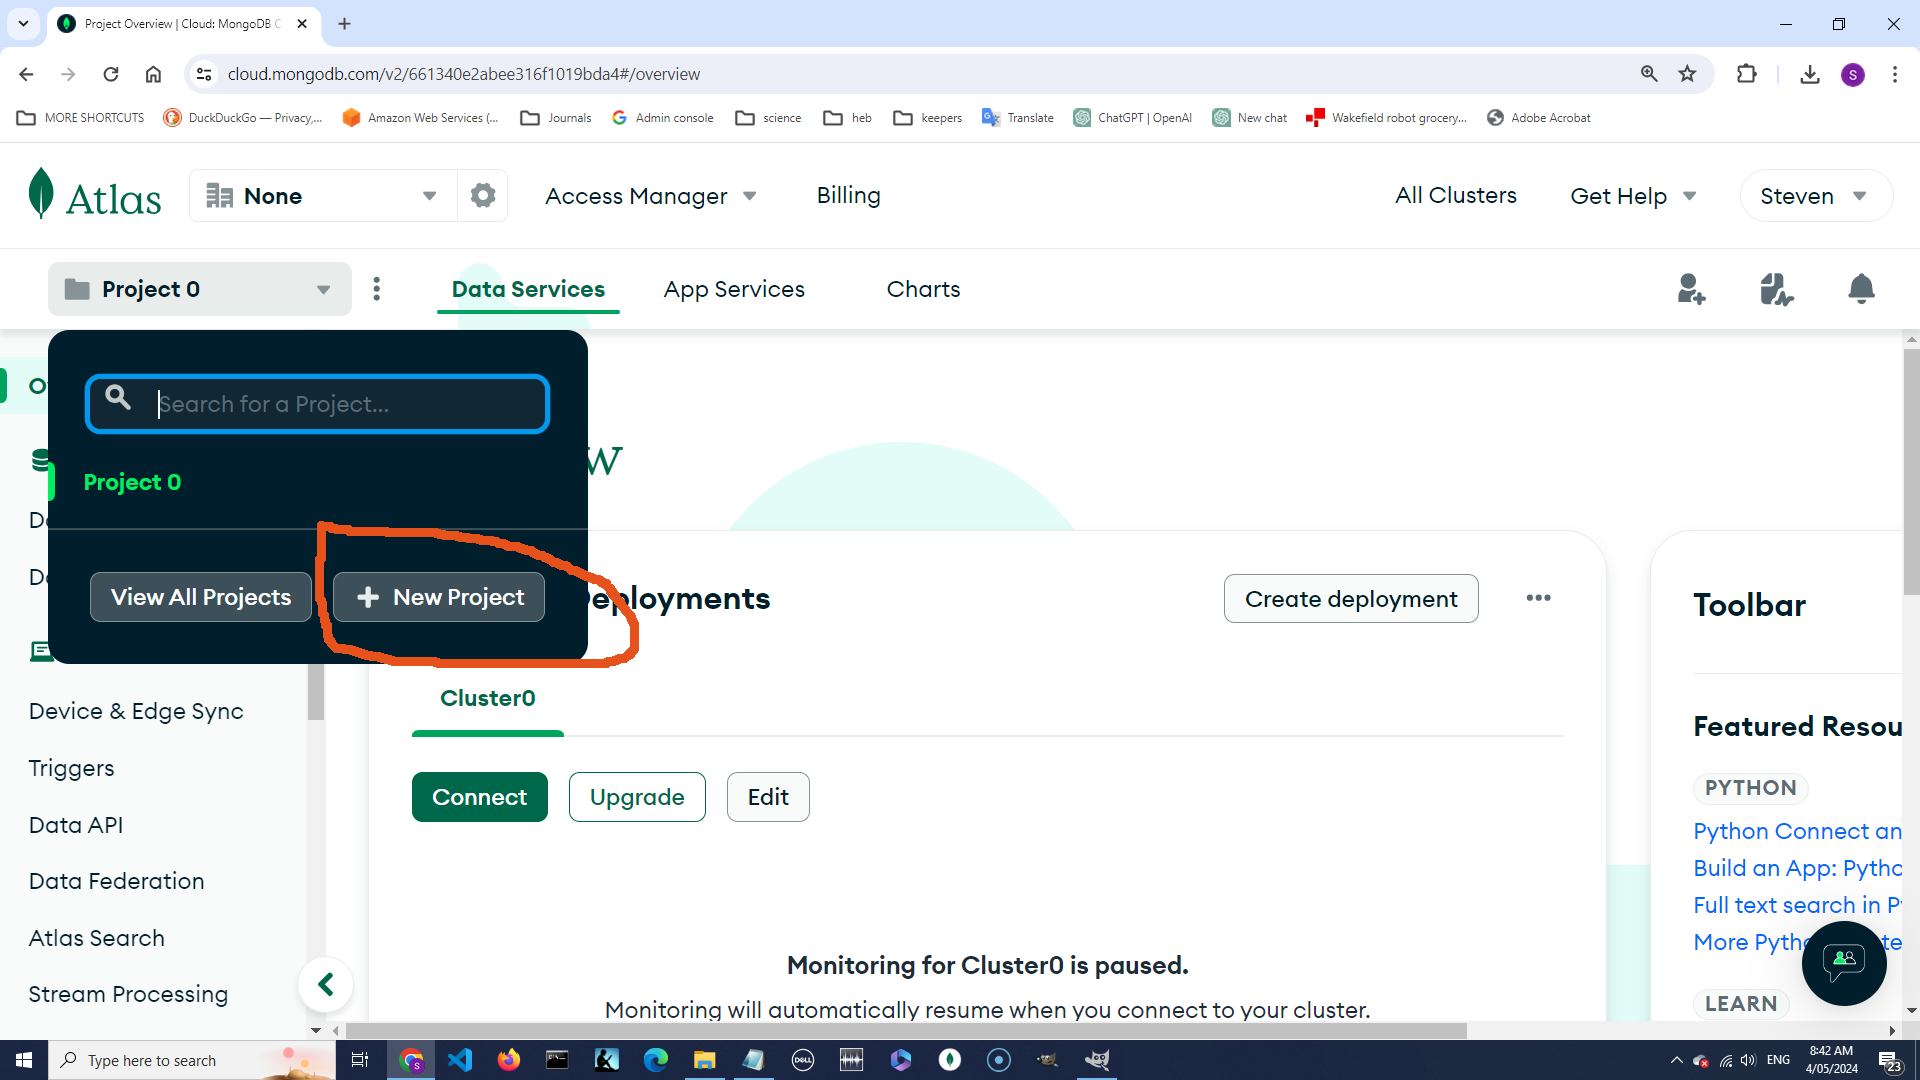 Project Overview | Cloud: MongoDB C
cloud.mongodb.com/v2/661340e2abee316f1019bda4#/overview
S
MORE SHORTCUTS
DuckDuckGo — Privacy,...
Amazon Web Services (...
Journals
Admin console
science
heb
keepers
Translate
ChatGPT | OpenAI
New chat
Wakefield robot grocery...
Adobe Acrobat
Atlas
None
Access Manager
Billing
All Clusters
Get Help
Steven
Project 0
Data Services
App Services
Charts
Search for a Project...
Project 0
View All Projects
+ New Project
Deployments
Create deployment
Toolbar
Cluster0
Device & Edge Sync
Featured Resou
Triggers
PYTHON
Connect
Upgrade
Edit
Data API
Python Connect an
Build an App: Pytho
Data Federation
Full text search in P
Atlas Search
More Pyth
Monitoring for Cluster0 is paused.
Stream Processing
LEARN
Monitoring will automatically resume when you connect to your cluster.
Type here to search
DELL
ENG
8:42 AM
4/05/2024
23